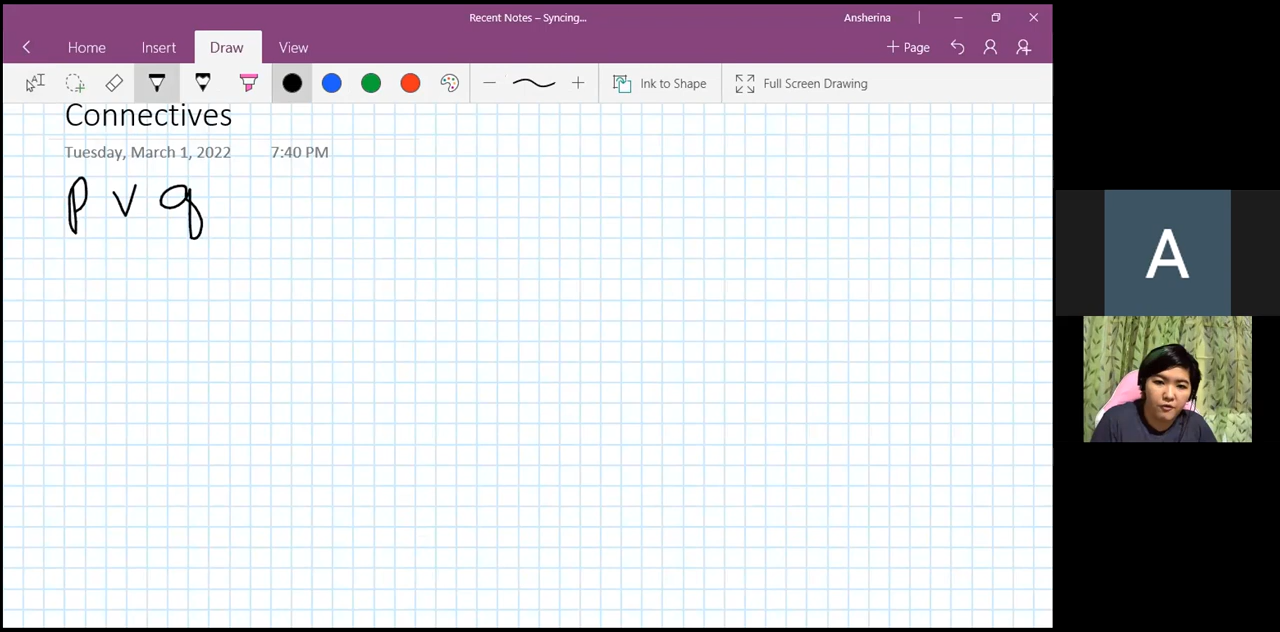 Recent Notes – Syncing...
Ansherina
Home Insert Draw View
Page
Ink to Shape
Full Screen Drawing
Connectives
Tuesday, March 1, 2022 7:40 PM
p v q
A